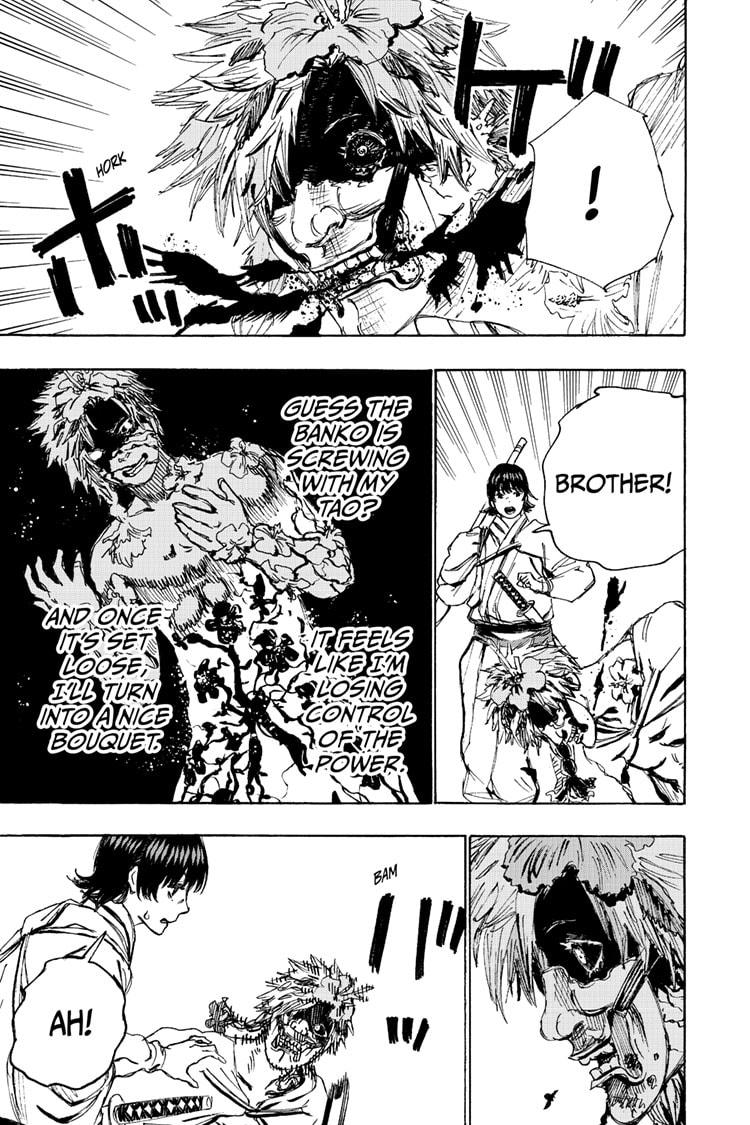 !
HORK
BROTHER!
GUESS THE
BANKO IS
SCREWING
WITH MY
TAO?
IT FEELS
LIKE I'M
LOSING
CONTROL
OF THE
POWER.
AND ONCE
IT'S SET
LOOSE,
I'LL TURN
INTO A NICE
BOUQUET.
BAM
AH!